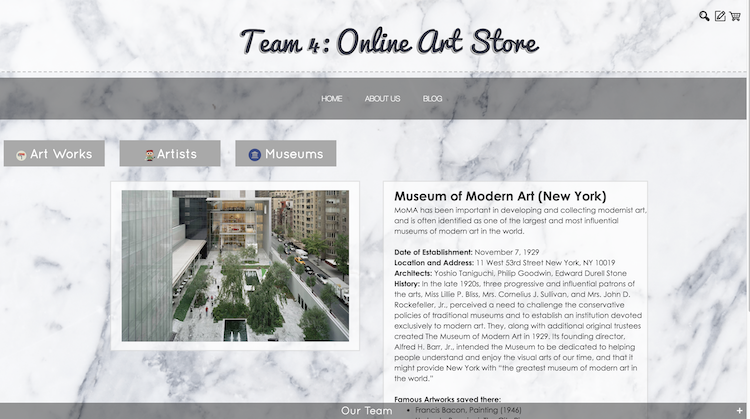 Team 4: Online Art Store
HOME ABOUT US BLOG
Art Works Artists Museums
Museum of Modern Art (New York)
MoMA has been important in developing and collecting modernist art,
and is often identified as one of the largest and most influential
museums of modern art in the world.
Date of Establishment: November 7, 1929
Location and Address: 11 West 53rd Street New York, NY 10019
Architects: Yoshio Taniguchi, Philip Goodwin, Edward Durell Stone
History: In the late 1920s, three progressive and influential patrons of
the arts, Miss Lillie P. Bliss, Mrs. Cornelius J. Sullivan, and Mrs. John D.
Rockefeller, Jr., perceived a need to challenge the conservative
policies of traditional museums and to establish an institution devoted
exclusively to modern art. They, along with additional original trustees
created The Museum of Modern Art in 1929. Its founding director,
Alfred H. Barr, Jr., intended the Museum to be dedicated to helping
people understand and enjoy the visual arts of our time, and that it
might provide New York with “the greatest museum of modern art in
the world.”
Famous Artworks saved there:
• Francis Bacon, Painting (1946)
Our Team +